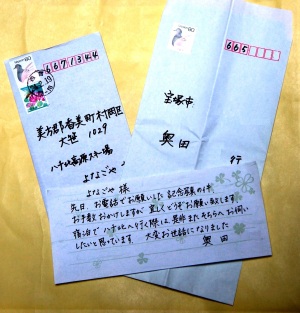 6671344
美方郡香美町村岡区
大笹 1029
ハチ北高原スキー場
よなごや
665
宝塚市
奥田
行
よなごや 様
先日、お電話でお願いした記念写真の件、
お手数おかけしますが 宜しくどうぞお願い致します。
宿泊で ハチ北へ行く際は、是非またそちらへお伺い
したいと思っています 大変お世話になりました
奥田